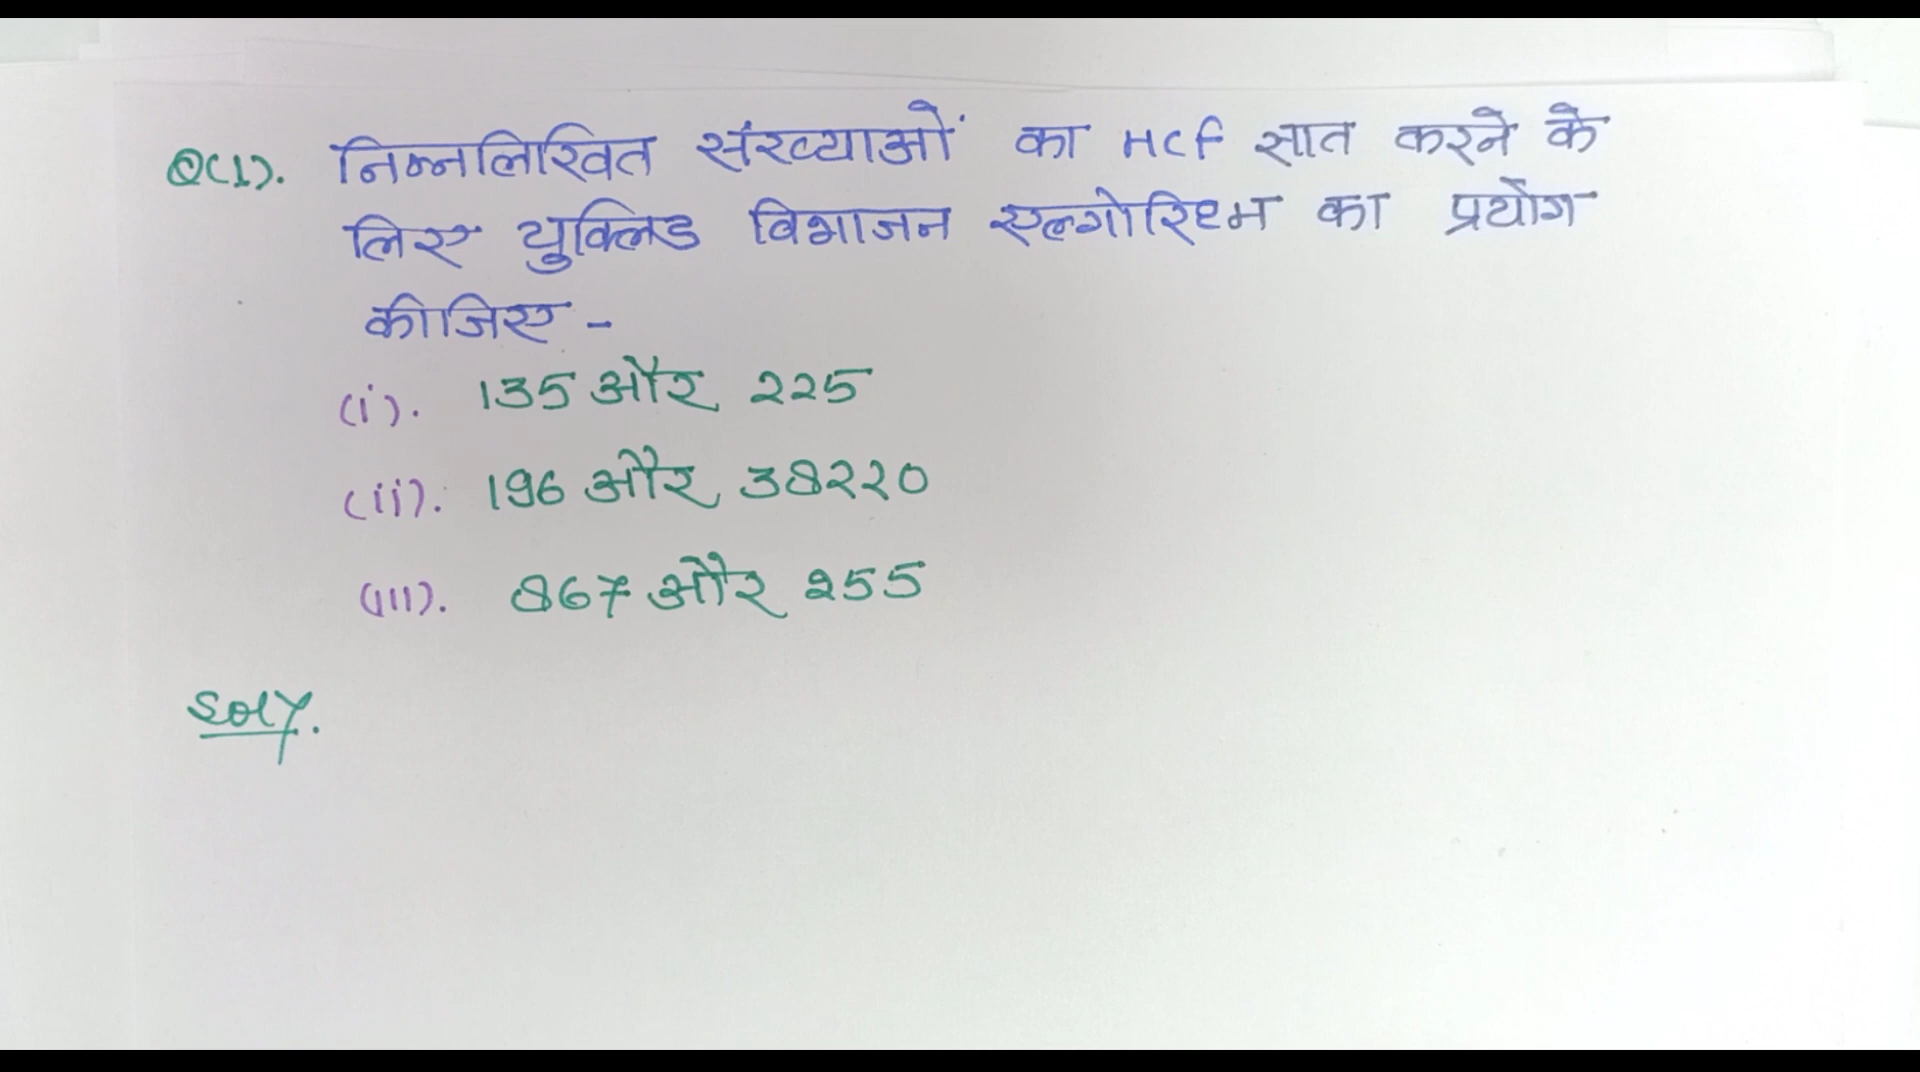 Q(1). निम्नलिखित संख्याओं का HCF ज्ञात करने के
लिए युक्लिड विभाजन एल्गोरिथ्म का प्रयोग
कीजिए -
(i). 135 और 225
(ii). 196 और 38220
(iii). 867 और 255
Solⁿ.